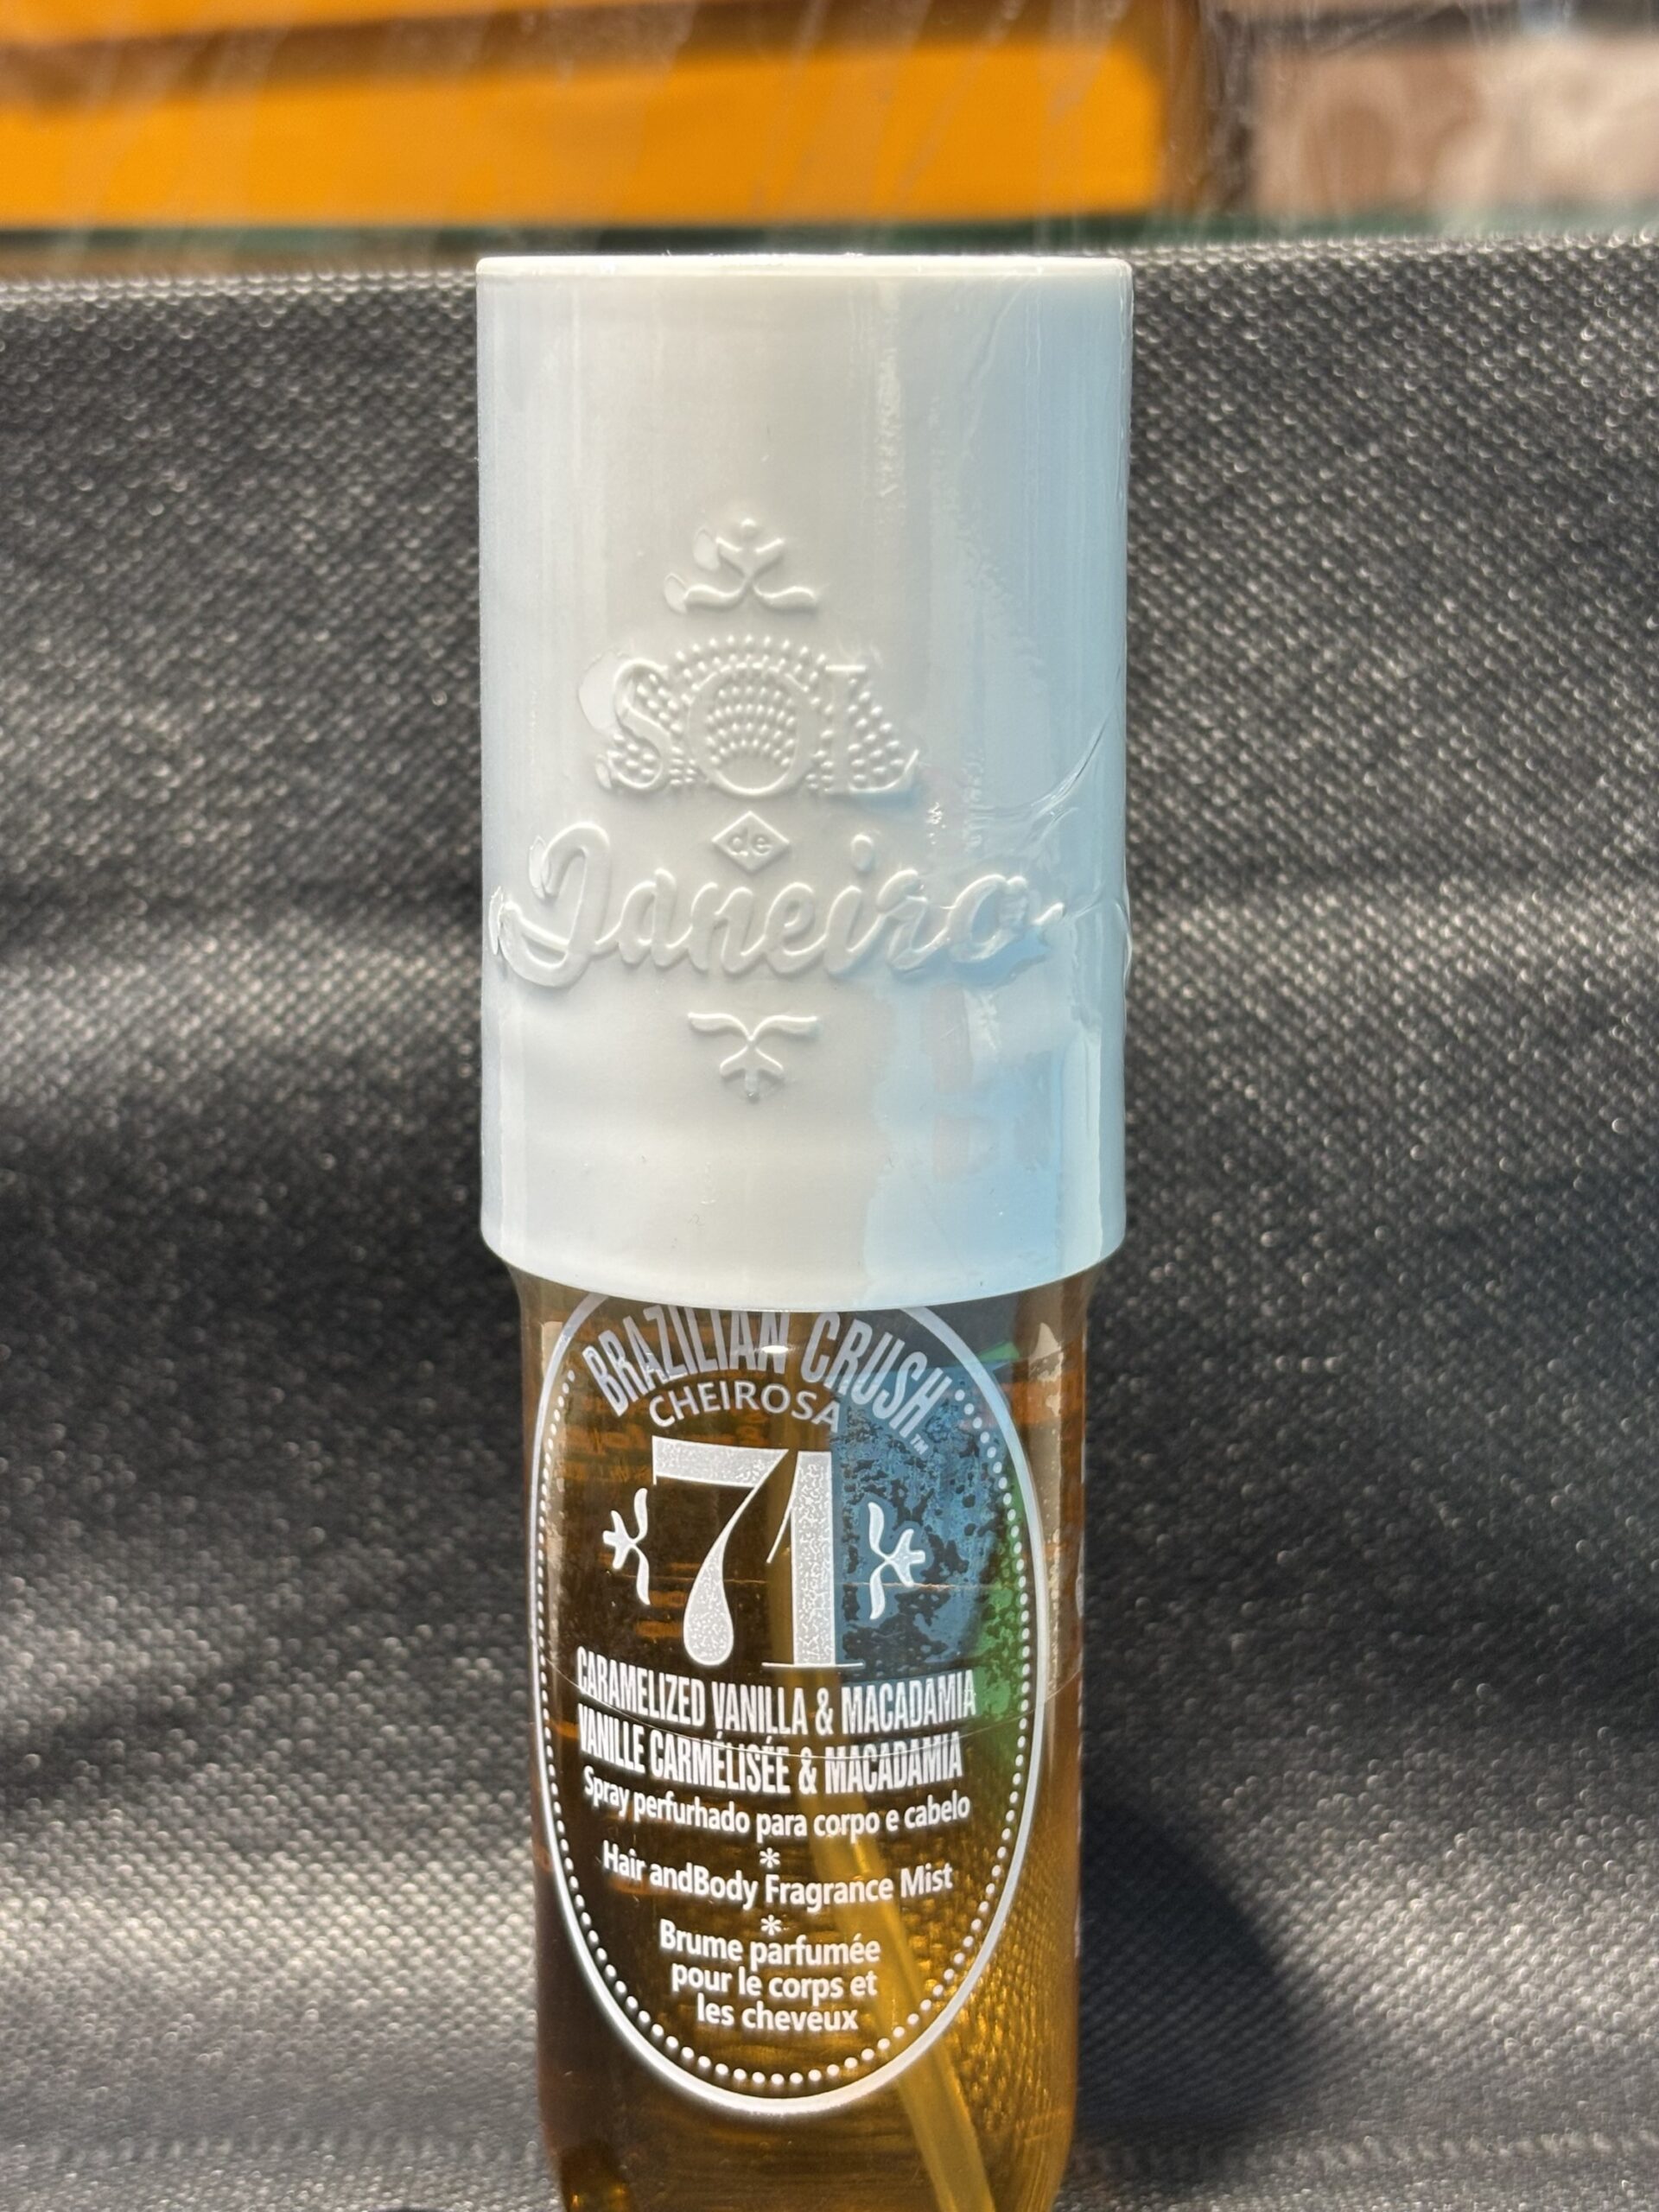 SOL
de
Janeiro
BRAZILIAN CRUSH™
CHEIROSA
71
CARAMELIZED VANILLA & MACADAMIA
VANILLE CARMÉLISÉE & MACADAMIA
Spray perfurhado para corpo e cabelo
*
Hair andBody Fragrance Mist
*
Brume parfumée
pour le corps et
les cheveux